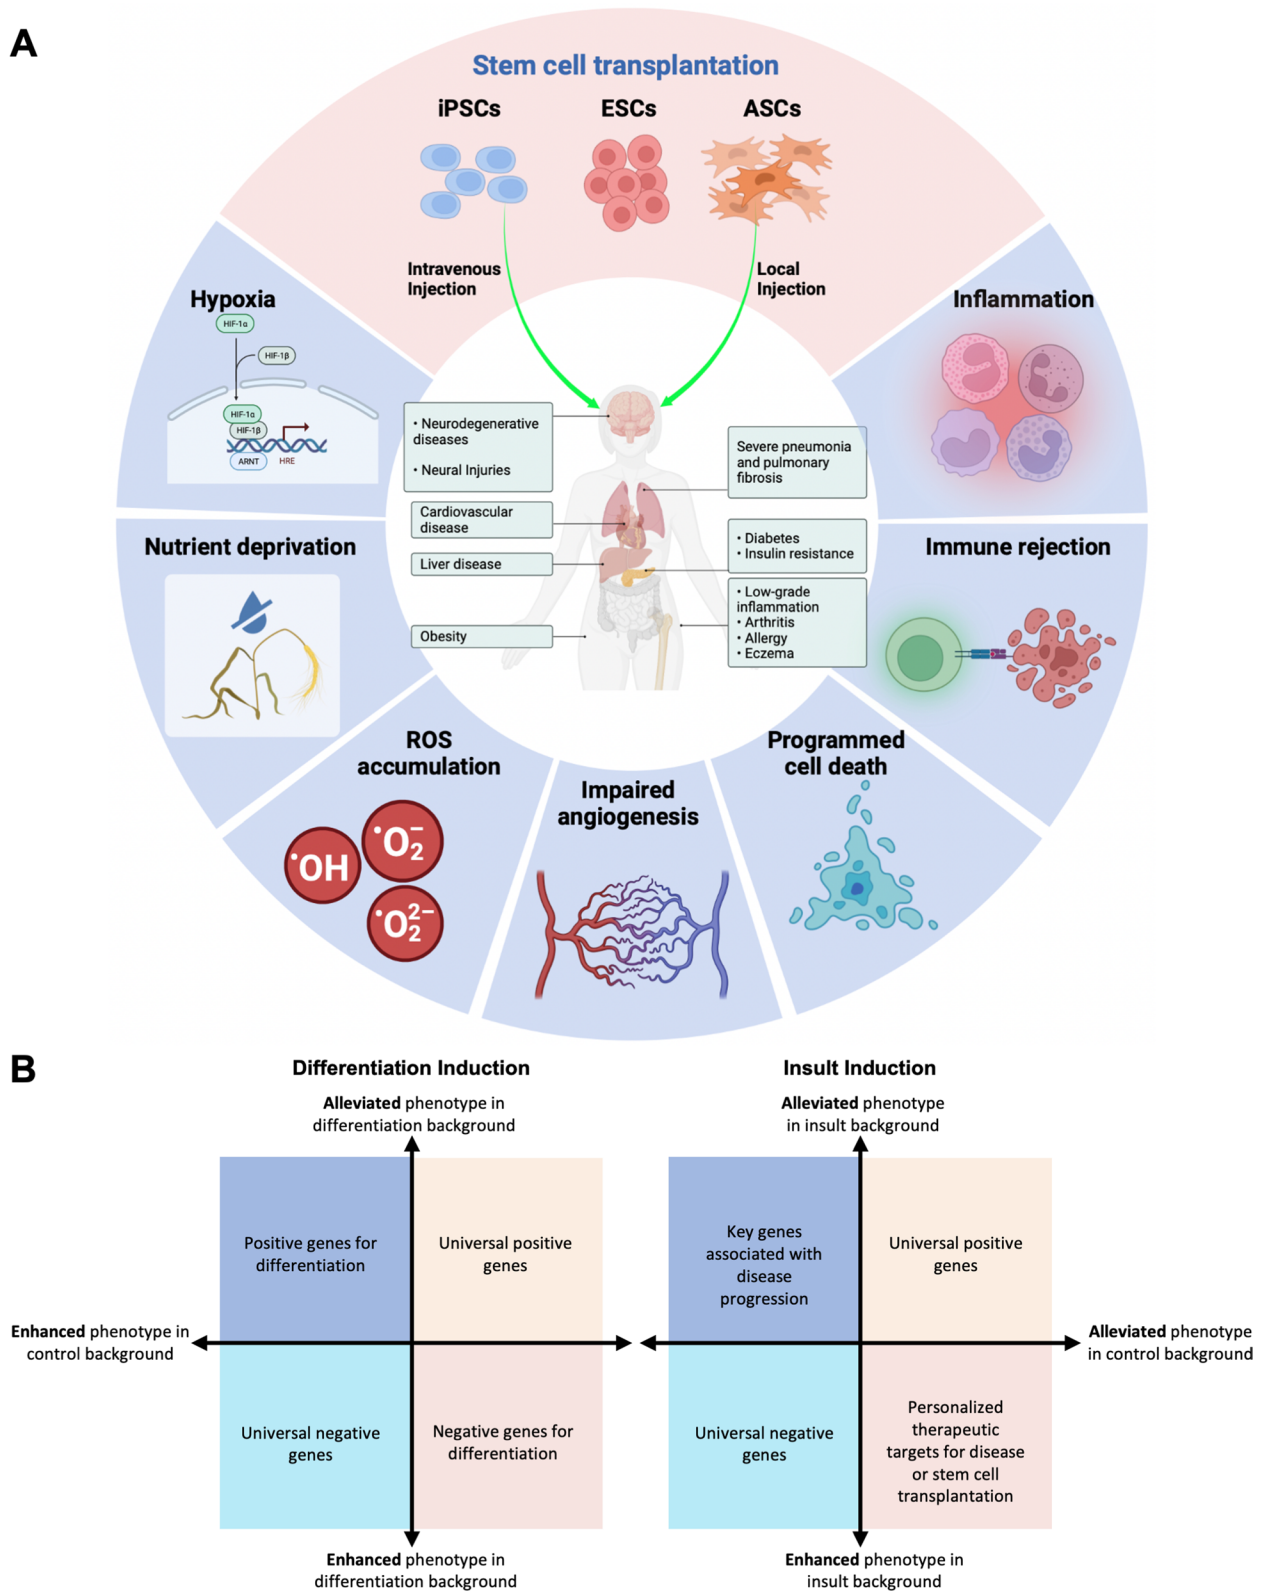 A
Stem cell transplantation
iPSCs
ESCs
ASCs
Intravenous
Injection
Local
Injection
Hypoxia
HIF-1α
HIF-1β
HIF-1α
HIF-1β
ARNT
HRE
Inflammation
• Neurodegenerative
diseases
• Neural Injuries
Cardiovascular
disease
Liver disease
Obesity
Severe pneumonia
and pulmonary
fibrosis
• Diabetes
• Insulin resistance
• Low-grade
inflammation
• Arthritis
• Allergy
• Eczema
Nutrient deprivation
Immune rejection
ROS
accumulation
•OH
•O₂⁻
•O₂²⁻
Impaired
angiogenesis
Programmed
cell death
B
Differentiation Induction
Alleviated phenotype in
differentiation background
Positive genes for
differentiation
Universal positive
genes
Enhanced phenotype in
control background
Universal negative
genes
Negative genes for
differentiation
Enhanced phenotype in
differentiation background
Insult Induction
Alleviated phenotype
in insult background
Key genes
associated with
disease
progression
Universal positive
genes
Alleviated phenotype
in control background
Universal negative
genes
Personalized
therapeutic
targets for disease
or stem cell
transplantation
Enhanced phenotype in
insult background